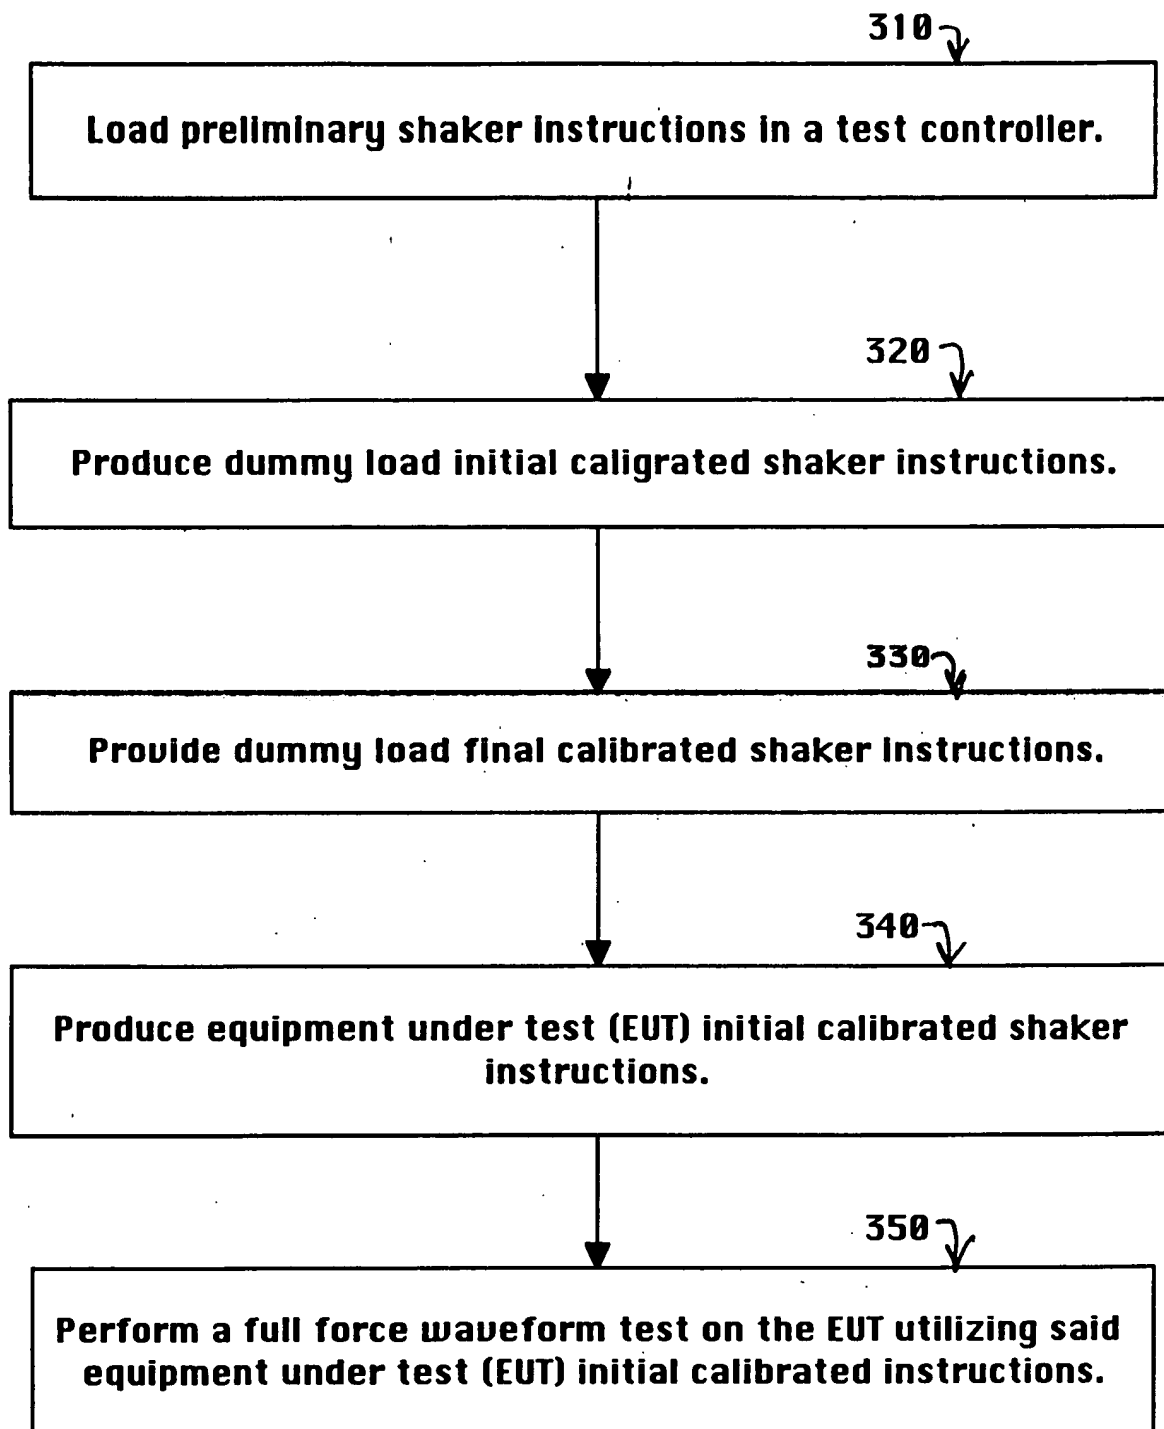 310
Load preliminary shaker instructions in a test controller.
320
Produce dummy load initial caligrated shaker instructions.
330
Provide dummy load final calibrated shaker instructions.
340
Produce equipment under test (EUT) initial calibrated shaker
instructions.
350
Perform a full force waveform test on the EUT utilizing said
equipment under test (EUT) initial calibrated instructions.